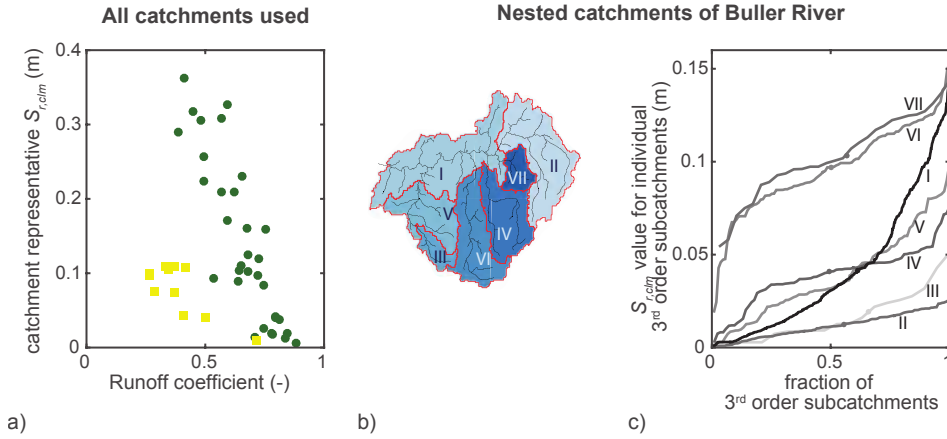 All catchments used
Nested catchments of Buller River
catchment representative S_r,clm (m)
0.4
0.3
0.2
0.1
0
0
0.5
1
Runoff coefficient (-)
a)
I
II
VII
V
IV
III
VI
b)
S_r,clm value for individual
3rd order subcatchments (m)
0.15
0.1
0.05
0
VII
VI
I
V
IV
III
II
0
0.5
1
fraction of
3rd order subcatchments
c)